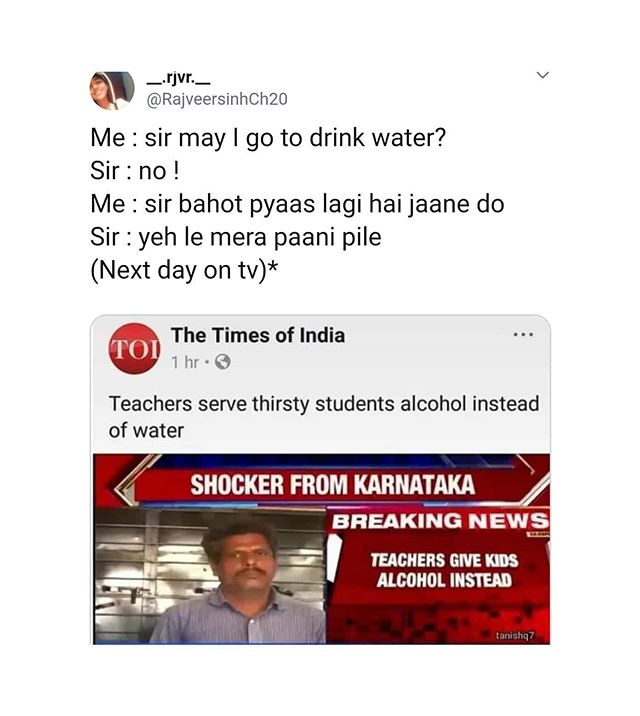 __.rjvr.__
@RajveersinhCh20
Me : sir may I go to drink water?
Sir : no !
Me : sir bahot pyaas lagi hai jaane do
Sir : yeh le mera paani pile
(Next day on tv)*
TOI
The Times of India
1 hr •
Teachers serve thirsty students alcohol instead
of water
SHOCKER FROM KARNATAKA
BREAKING NEWS
TEACHERS GIVE KIDS
ALCOHOL INSTEAD
tanishq7